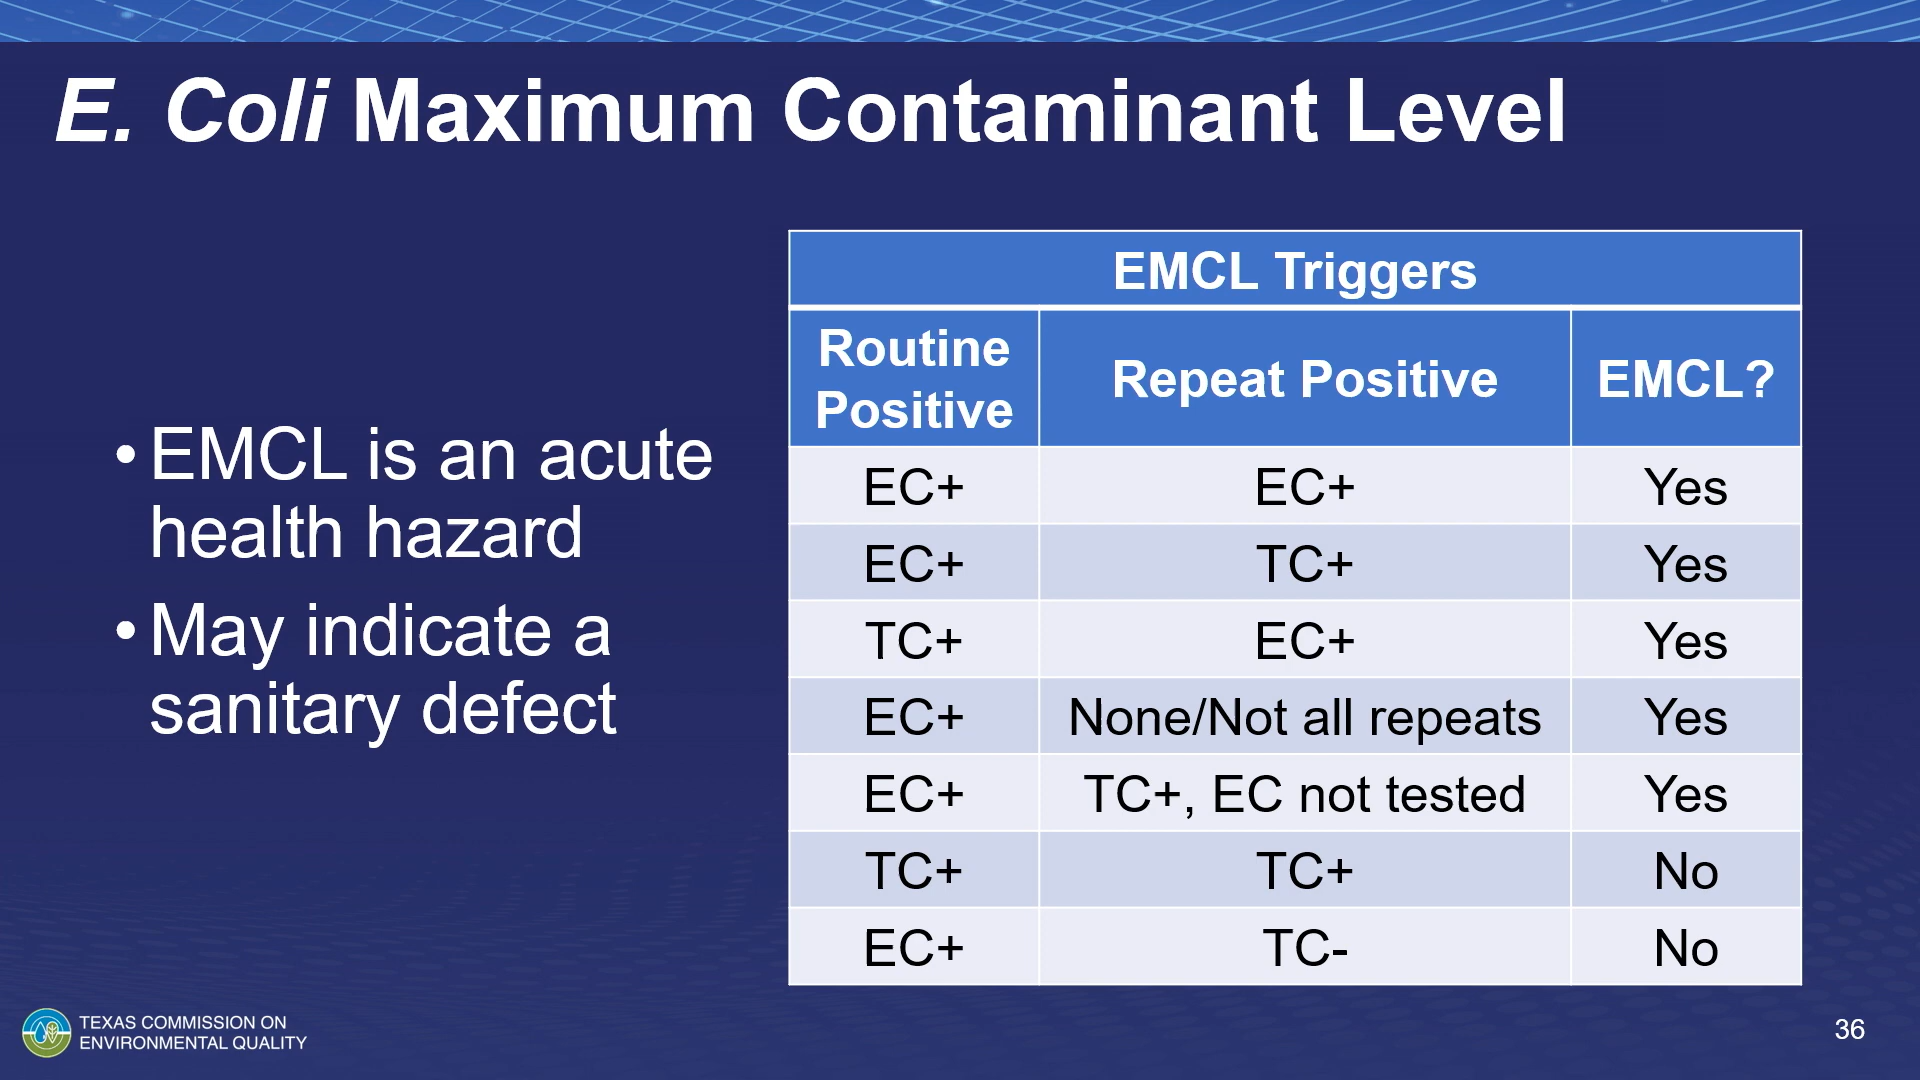 E. Coli Maximum Contaminant Level
• EMCL is an acute
health hazard
• May indicate a
sanitary defect
EMCL Triggers
Routine Positive Repeat Positive EMCL?
EC+ EC+ Yes
EC+ TC+ Yes
TC+ EC+ Yes
EC+ None/Not all repeats Yes
EC+ TC+, EC not tested Yes
TC+ TC+ No
EC+ TC- No
TEXAS COMMISSION ON
ENVIRONMENTAL QUALITY
36